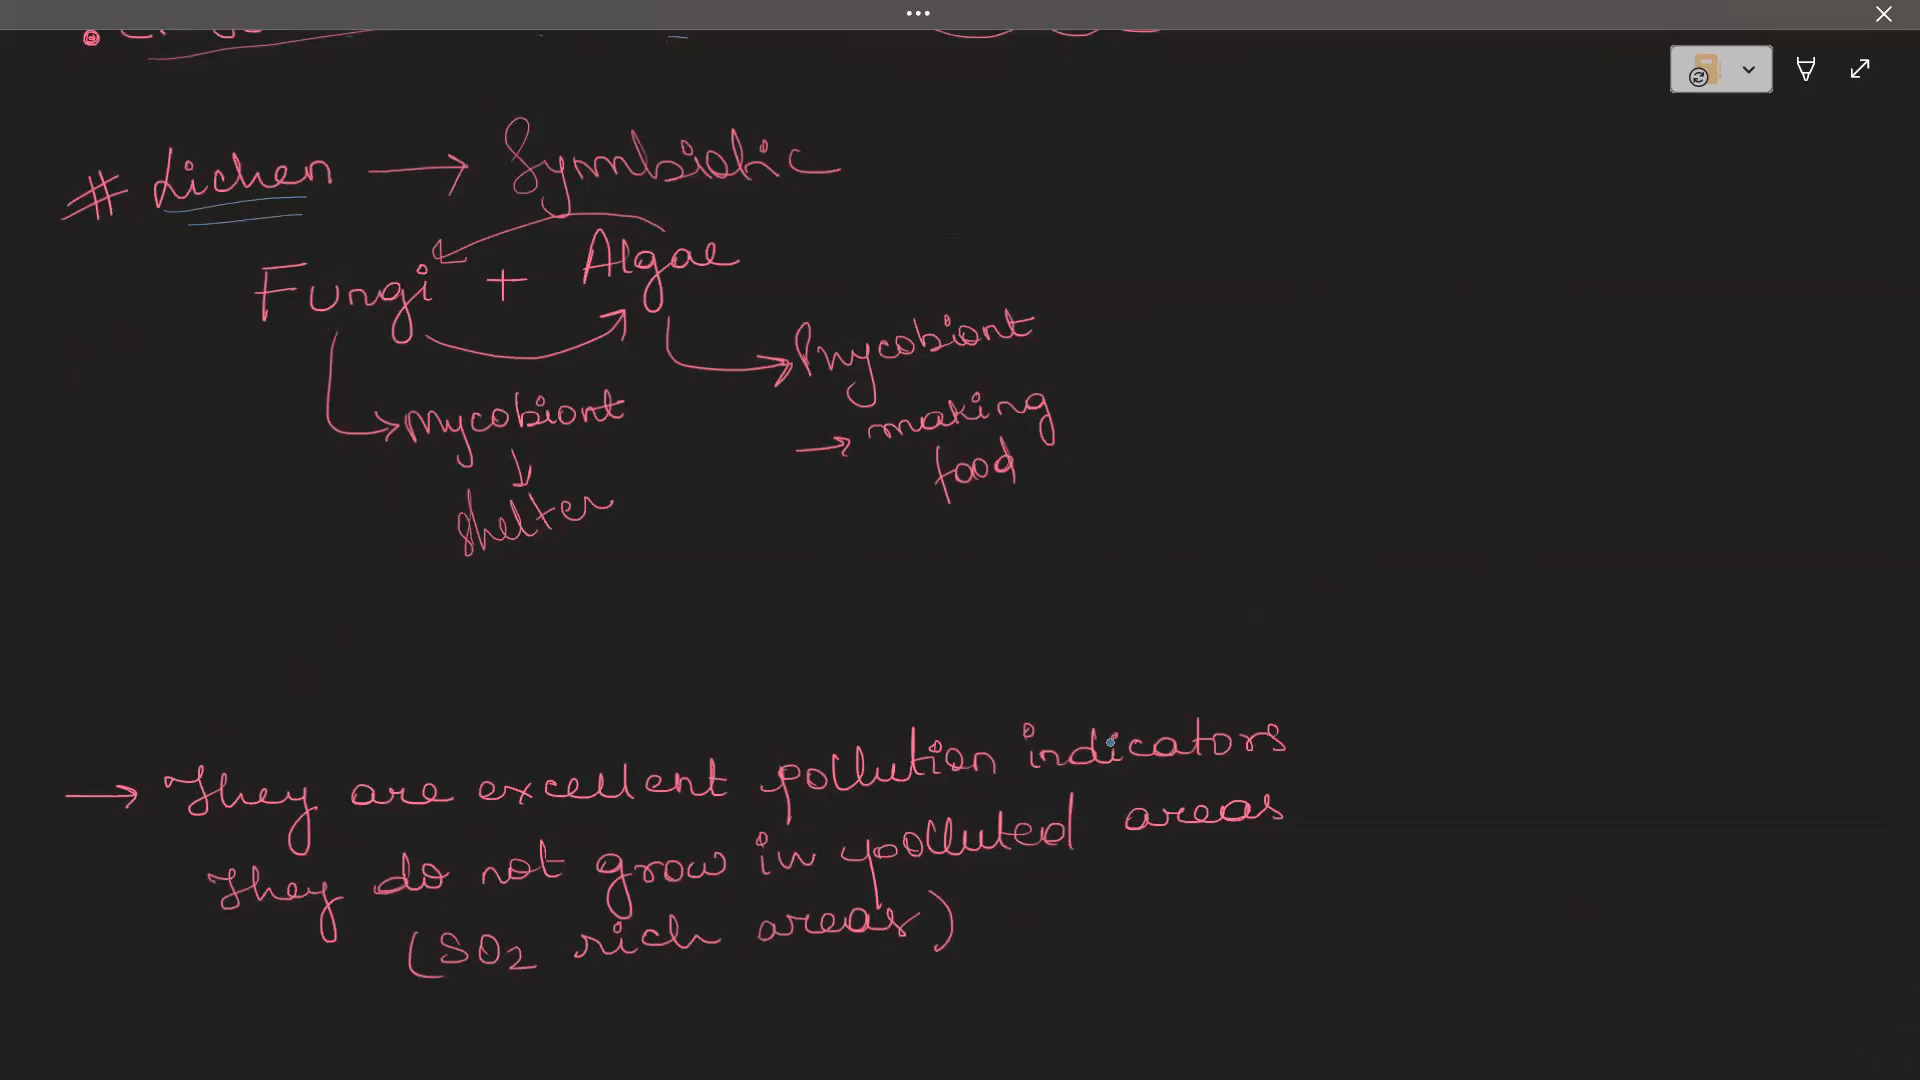 # Lichen → Symbiotic
Fungi + Algae
Phycobiont
Mycobiont
→ making
food
↓
shelter
→ They are excellent pollution indicators
They do not grow in polluted areas
(SO2 rich areas)